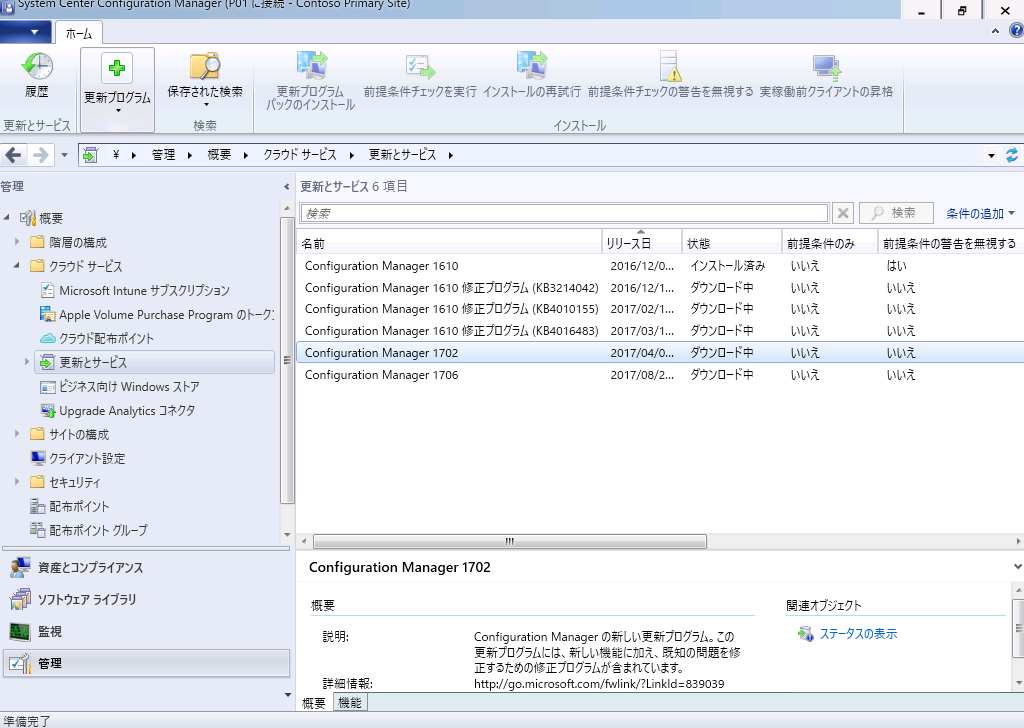 System Center Configuration Manager (P01 に接続 - Contoso Primary Site)
ホーム
履歴
更新プログラム
保存された検索
更新プログラム
パックのインストール
前提条件チェックを実行
インストールの再試行
前提条件チェックの警告を無視する
実稼働前クライアントの昇格
更新とサービス
検索
インストール
¥ 管理 概要 クラウド サービス 更新とサービス
管理
概要
階層の構成
クラウド サービス
Microsoft Intune サブスクリプション
Apple Volume Purchase Program のトーク
クラウド配布ポイント
更新とサービス
ビジネス向け Windows ストア
Upgrade Analytics コネクタ
サイトの構成
クライアント設定
セキュリティ
配布ポイント
配布ポイント グループ
資産とコンプライアンス
ソフトウェア ライブラリ
監視
管理
更新とサービス 6 項目
検索
検索
条件の追加
名前 リリース日 状態 前提条件のみ 前提条件の警告を無視する
Configuration Manager 1610 2016/12/0... インストール済み いいえ はい
Configuration Manager 1610 修正プログラム (KB3214042) 2016/12/1... ダウンロード中 いいえ いいえ
Configuration Manager 1610 修正プログラム (KB4010155) 2017/02/1... ダウンロード中 いいえ いいえ
Configuration Manager 1610 修正プログラム (KB4016483) 2017/03/1... ダウンロード中 いいえ いいえ
Configuration Manager 1702 2017/04/0... ダウンロード中 いいえ いいえ
Configuration Manager 1706 2017/08/2... ダウンロード中 いいえ いいえ
Configuration Manager 1702
概要
説明:
Configuration Manager の新しい更新プログラム。この
更新プログラムには、新しい機能に加え、既知の問題を修
正するための修正プログラムが含まれています。
詳細情報:
http://go.microsoft.com/fwlink/?LinkId=839039
関連オブジェクト
ステータスの表示
概要 機能
準備完了